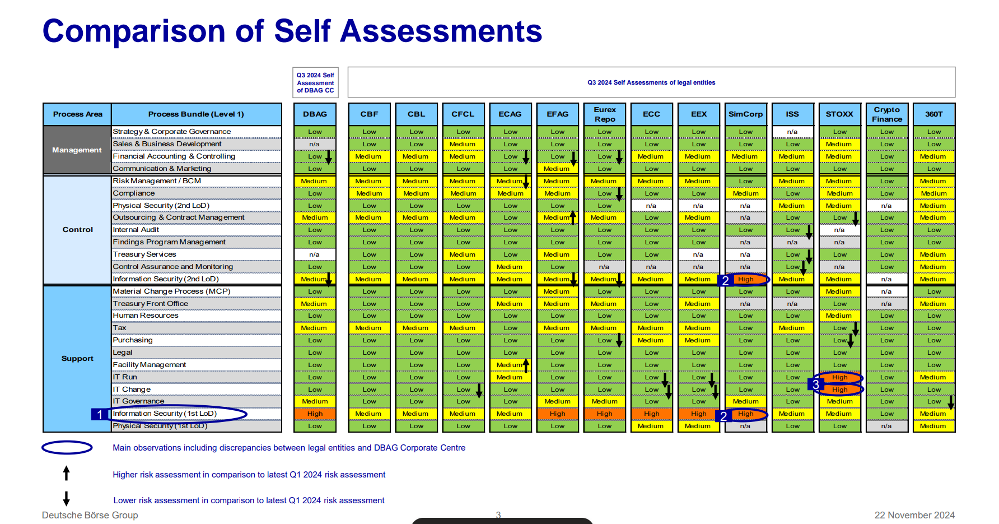 Comparison of Self Assessments
Q3 2024 Self
Assessment
of DBAG CC
Q3 2024 Self Assessments of legal entities
Process Area Process Bundle (Level 1) DBAG CBF CBL CFCL ECAG EFAG Eurex Repo ECC EEX SimCorp ISS STOXX Crypto Finance 360T
Management
Strategy & Corporate Governance Low Low Low Low Low Low Low Low Low Low n/a Low Low Low
Sales & Business Development n/a Low Low Medium Low Low Low Low Low Low Low Medium Low Low
Financial Accounting & Controlling Low Medium Medium Medium Low Low Low Medium Medium Medium Medium Medium Low Medium
Communication & Marketing Low Low Low Low Low Medium Low Low Low Low Low Low Low Low
Control
Risk Management / BCM Medium Medium Medium Medium Medium Medium Medium Medium Medium Low Medium Medium Low Medium
Compliance Low Medium Medium Medium Medium Medium Low Low Low Medium Low Medium Low Medium
Physical Security (2nd LoD) Low Low Low Low Low Low Low n/a n/a n/a Medium Medium n/a Medium
Outsourcing & Contract Management Medium Medium Medium Medium Medium Medium Medium Low Medium n/a Low Low Low Medium
Internal Audit Low Low Low Low Low Low Low Low Low Low Low n/a Low Low
Findings Program Management Low Low Low Low Low Low Low Low Low n/a n/a n/a Low Low
Treasury Services n/a Low Low Medium Low Medium Low Low n/a n/a Low Low Low Medium
Control Assurance and Monitoring Low Low Low Low Medium Low n/a n/a n/a n/a Low n/a Low Medium
Information Security (2nd LoD) Medium Medium Medium Medium Medium Medium Medium Medium Medium 2 High Medium Medium n/a Medium
Support
Material Change Process (MCP) Low Low Low Low Low Medium Low Low Low Low Low Medium n/a Low
Treasury Front Office Medium Low Low Low Medium Medium Medium Low Medium n/a n/a Low n/a Medium
Human Resources Low Low Low Low Low Low Low Low Low Low Low Medium Low Low
Tax Medium Medium Medium Medium Low Medium Medium Medium Medium Low Medium Low Low Low
Purchasing Low Low Low Low Low Low Low Medium Medium Low Low Low Low Low
Legal Low Low Low Low Low Low Low Low Low Low Low Low Low Low
Facility Management Low Low Low Low Medium Low Low Low Low Low Low Low Low Low
IT Run Low Low Low Low Medium Low Low Low Low Low Low High Low Medium
3
IT Change Low Low Low Low Low Low Low Low Low Low Low High Low Low
IT Governance Medium Low Low Low Low Medium Medium Low Low Medium Low Medium Low Low
1 Information Security (1st LoD) High Medium Medium Medium Medium High High High High 2 High Medium Medium Low Medium
Physical Security (1st LoD) Low Low Low Low Low Low Low Medium Medium n/a Low Low n/a Medium
Main observations including discrepancies between legal entities and DBAG Corporate Centre
Higher risk assessment in comparison to latest Q1 2024 risk assessment
Lower risk assessment in comparison to latest Q1 2024 risk assessment
Deutsche Börse Group 3 22 November 2024